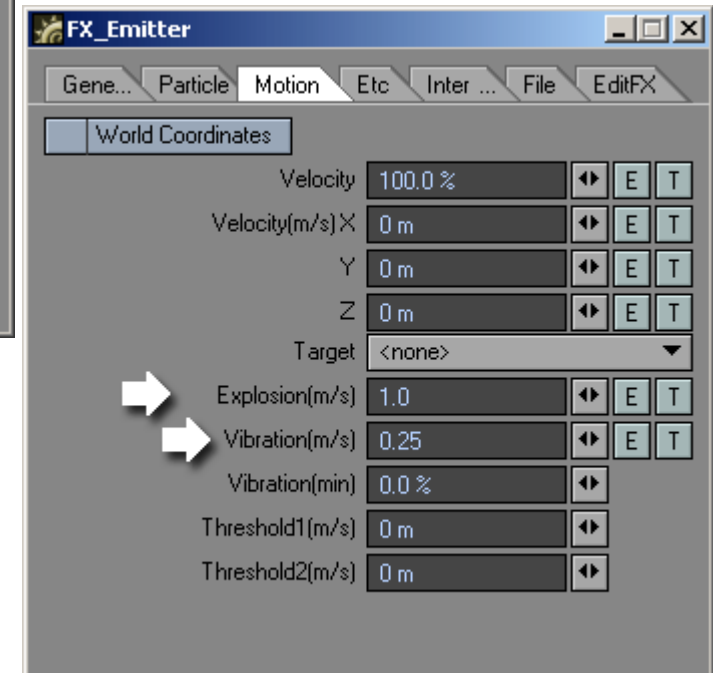 FX_Emitter
Gene... Particle Motion Etc Inter ... File EditFX
World Coordinates
Velocity 100.0 % E T
Velocity(m/s) X 0 m E T
Y 0 m E T
Z 0 m E T
Target <none>
Explosion(m/s) 1.0 E T
Vibration(m/s) 0.25 E T
Vibration(min) 0.0 %
Threshold1(m/s) 0 m
Threshold2(m/s) 0 m